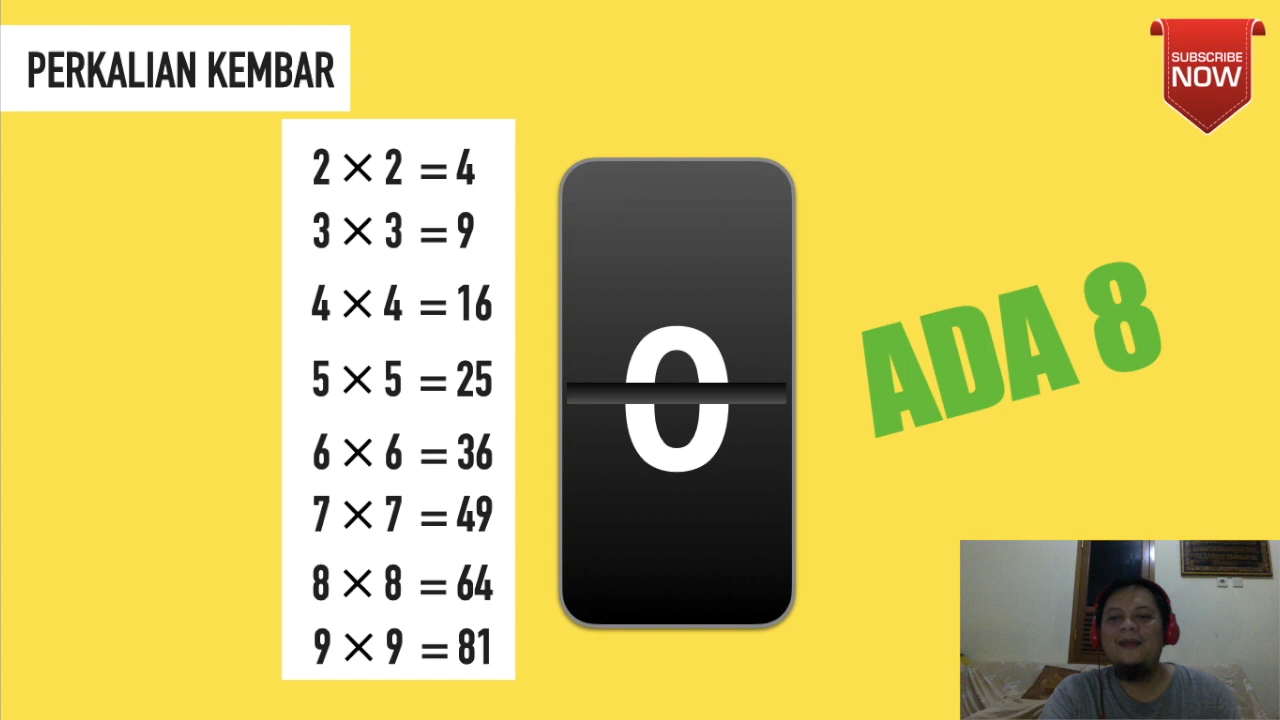 PERKALIAN KEMBAR
SUBSCRIBE
NOW
2 × 2 = 4
3 × 3 = 9
4 × 4 = 16
5 × 5 = 25
6 × 6 = 36
7 × 7 = 49
8 × 8 = 64
9 × 9 = 81
0
ADA 8